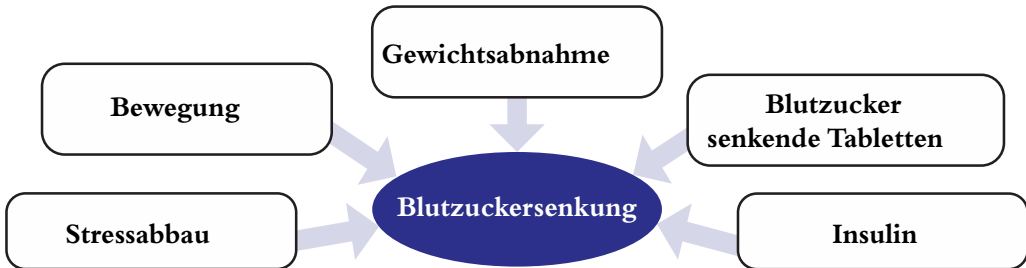 Gewichtsabnahme
Bewegung
Blutzucker
senkende Tabletten
Blutzuckersenkung
Stressabbau
Insulin